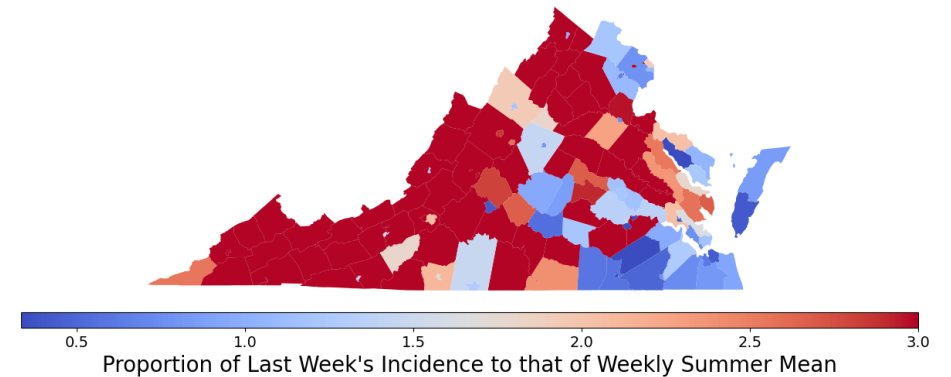 0.5 1.0 1.5 2.0 2.5 3.0
Proportion of Last Week's Incidence to that of Weekly Summer Mean